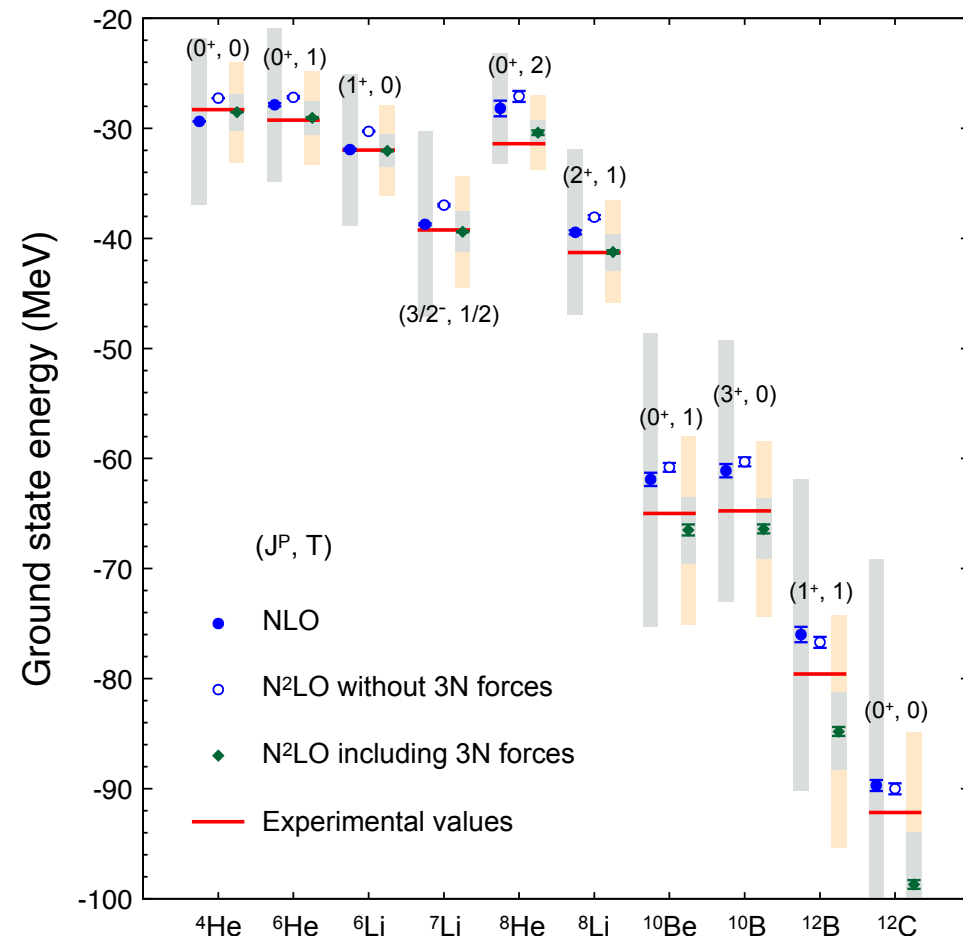 Ground state energy (MeV)
-20
-30
-40
-50
-60
-70
-80
-90
-100
(0⁺, 0)
(0⁺, 1)
(1⁺, 0)
(3/2⁻, 1/2)
(0⁺, 2)
(2⁺, 1)
(0⁺, 1)
(3⁺, 0)
(1⁺, 1)
(0⁺, 0)
(Jᴾ, T)
NLO
N²LO without 3N forces
N²LO including 3N forces
Experimental values
⁴He ⁶He ⁶Li ⁷Li ⁸He ⁸Li ¹⁰Be ¹⁰B ¹²B ¹²C